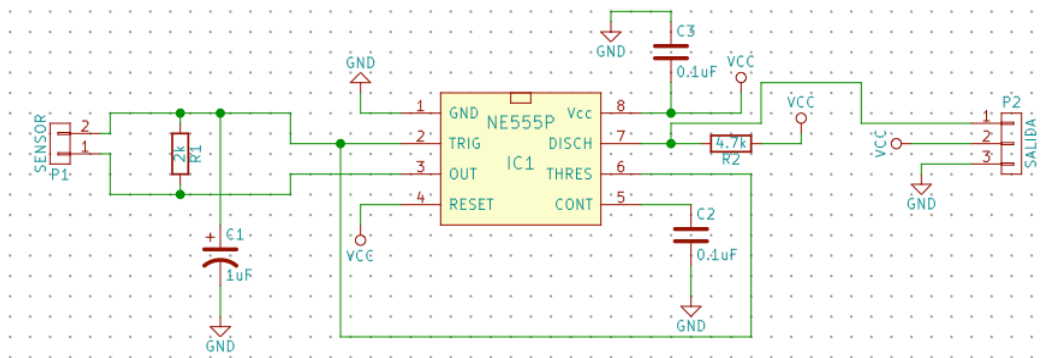 SENSOR
2
1
P1
2k
R1
+
C1
1uF
GND
GND
VCC
1
2
3
4
GND
TRIG
OUT
RESET
NE555P
IC1
Vcc
DISCH
THRES
CONT
8
7
6
5
GND
C3
0.1uF
VCC
VCC
4.7k
R2
C2
0.1uF
GND
P2
1
2
3
SALIDA
VCC
GND